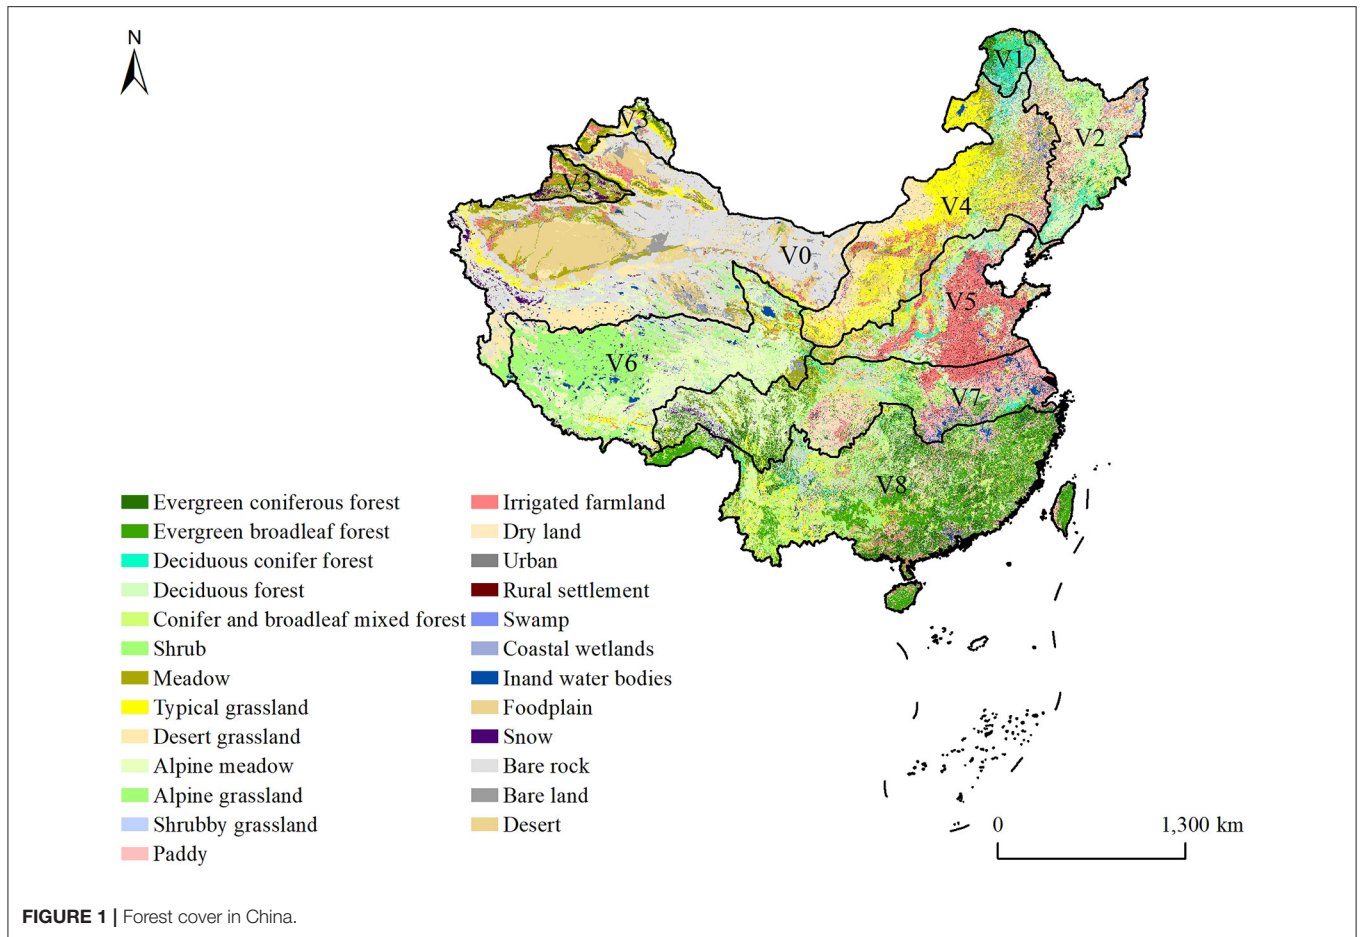 N
V1
V3
V2
V3
V4
V0
V5
V6
V7
V8
Evergreen coniferous forest
Evergreen broadleaf forest
Deciduous conifer forest
Deciduous forest
Conifer and broadleaf mixed forest
Shrub
Meadow
Typical grassland
Desert grassland
Alpine meadow
Alpine grassland
Shrubby grassland
Paddy
Irrigated farmland
Dry land
Urban
Rural settlement
Swamp
Coastal wetlands
Inand water bodies
Foodplain
Snow
Bare rock
Bare land
Desert
0 1,300 km
FIGURE 1 | Forest cover in China.